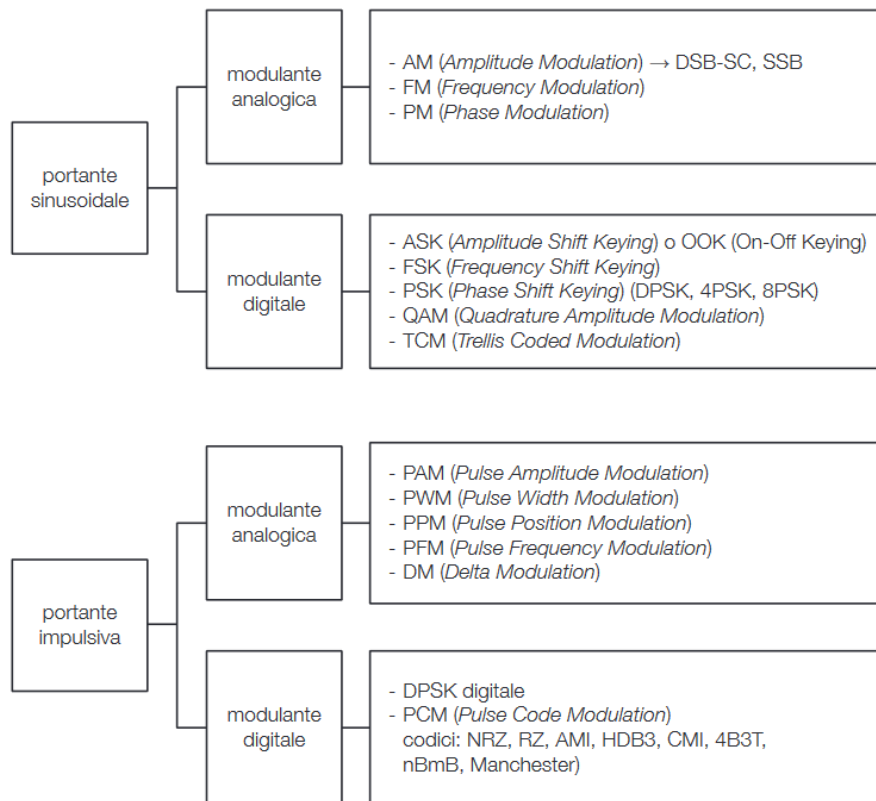 portante
sinusoidale
modulante
analogica
- AM (Amplitude Modulation) → DSB-SC, SSB
- FM (Frequency Modulation)
- PM (Phase Modulation)
modulante
digitale
- ASK (Amplitude Shift Keying) o OOK (On-Off Keying)
- FSK (Frequency Shift Keying)
- PSK (Phase Shift Keying) (DPSK, 4PSK, 8PSK)
- QAM (Quadrature Amplitude Modulation)
- TCM (Trellis Coded Modulation)
portante
impulsiva
modulante
analogica
- PAM (Pulse Amplitude Modulation)
- PWM (Pulse Width Modulation)
- PPM (Pulse Position Modulation)
- PFM (Pulse Frequency Modulation)
- DM (Delta Modulation)
modulante
digitale
- DPSK digitale
- PCM (Pulse Code Modulation)
codici: NRZ, RZ, AMI, HDB3, CMI, 4B3T,
nBmB, Manchester)